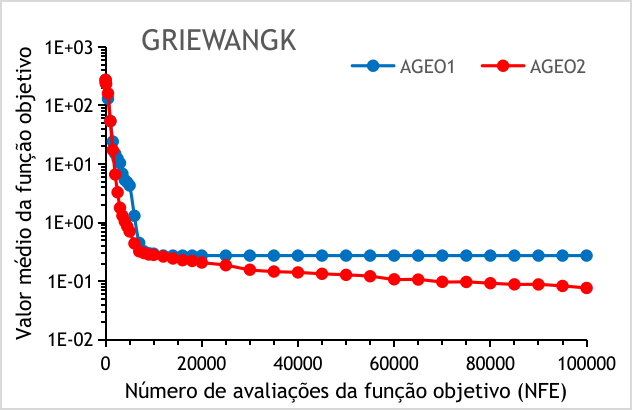 GRIEWANGK
AGEO1
AGEO2
Valor médio da função objetivo
1E+03
1E+02
1E+01
1E+00
1E-01
1E-02
0
20000
40000
60000
80000
100000
Número de avaliações da função objetivo (NFE)